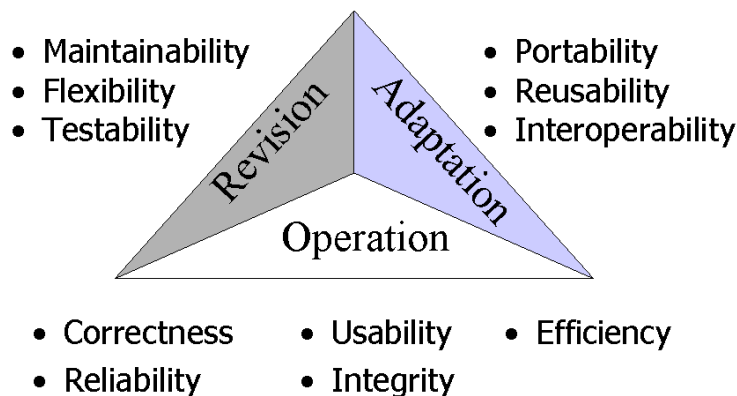 • Maintainability
• Flexibility
• Testability
• Portability
• Reusability
• Interoperability
Revision
Adaptation
Operation
• Correctness • Usability • Efficiency
• Reliability • Integrity